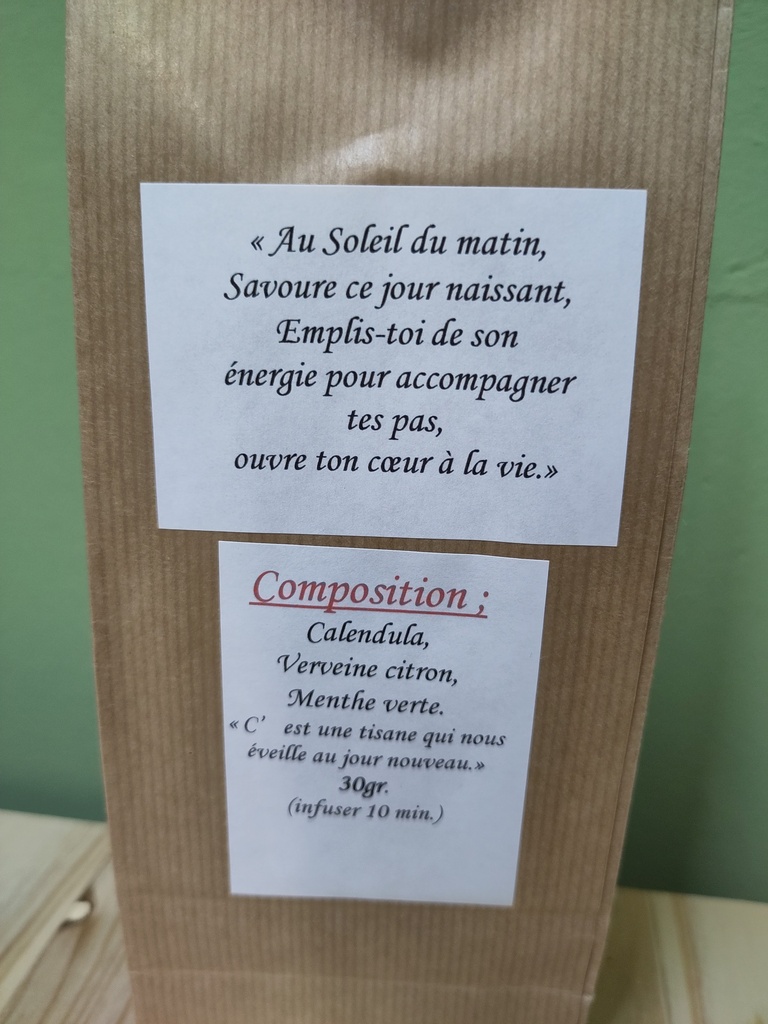 « Au Soleil du matin,
Savoure ce jour naissant,
Emplis-toi de son
énergie pour accompagner
tes pas,
ouvre ton cœur à la vie.»
Composition ;
Calendula,
Verveine citron,
Menthe verte.
« C’ est une tisane qui nous
éveille au jour nouveau.»
30gr.
(infuser 10 min.)